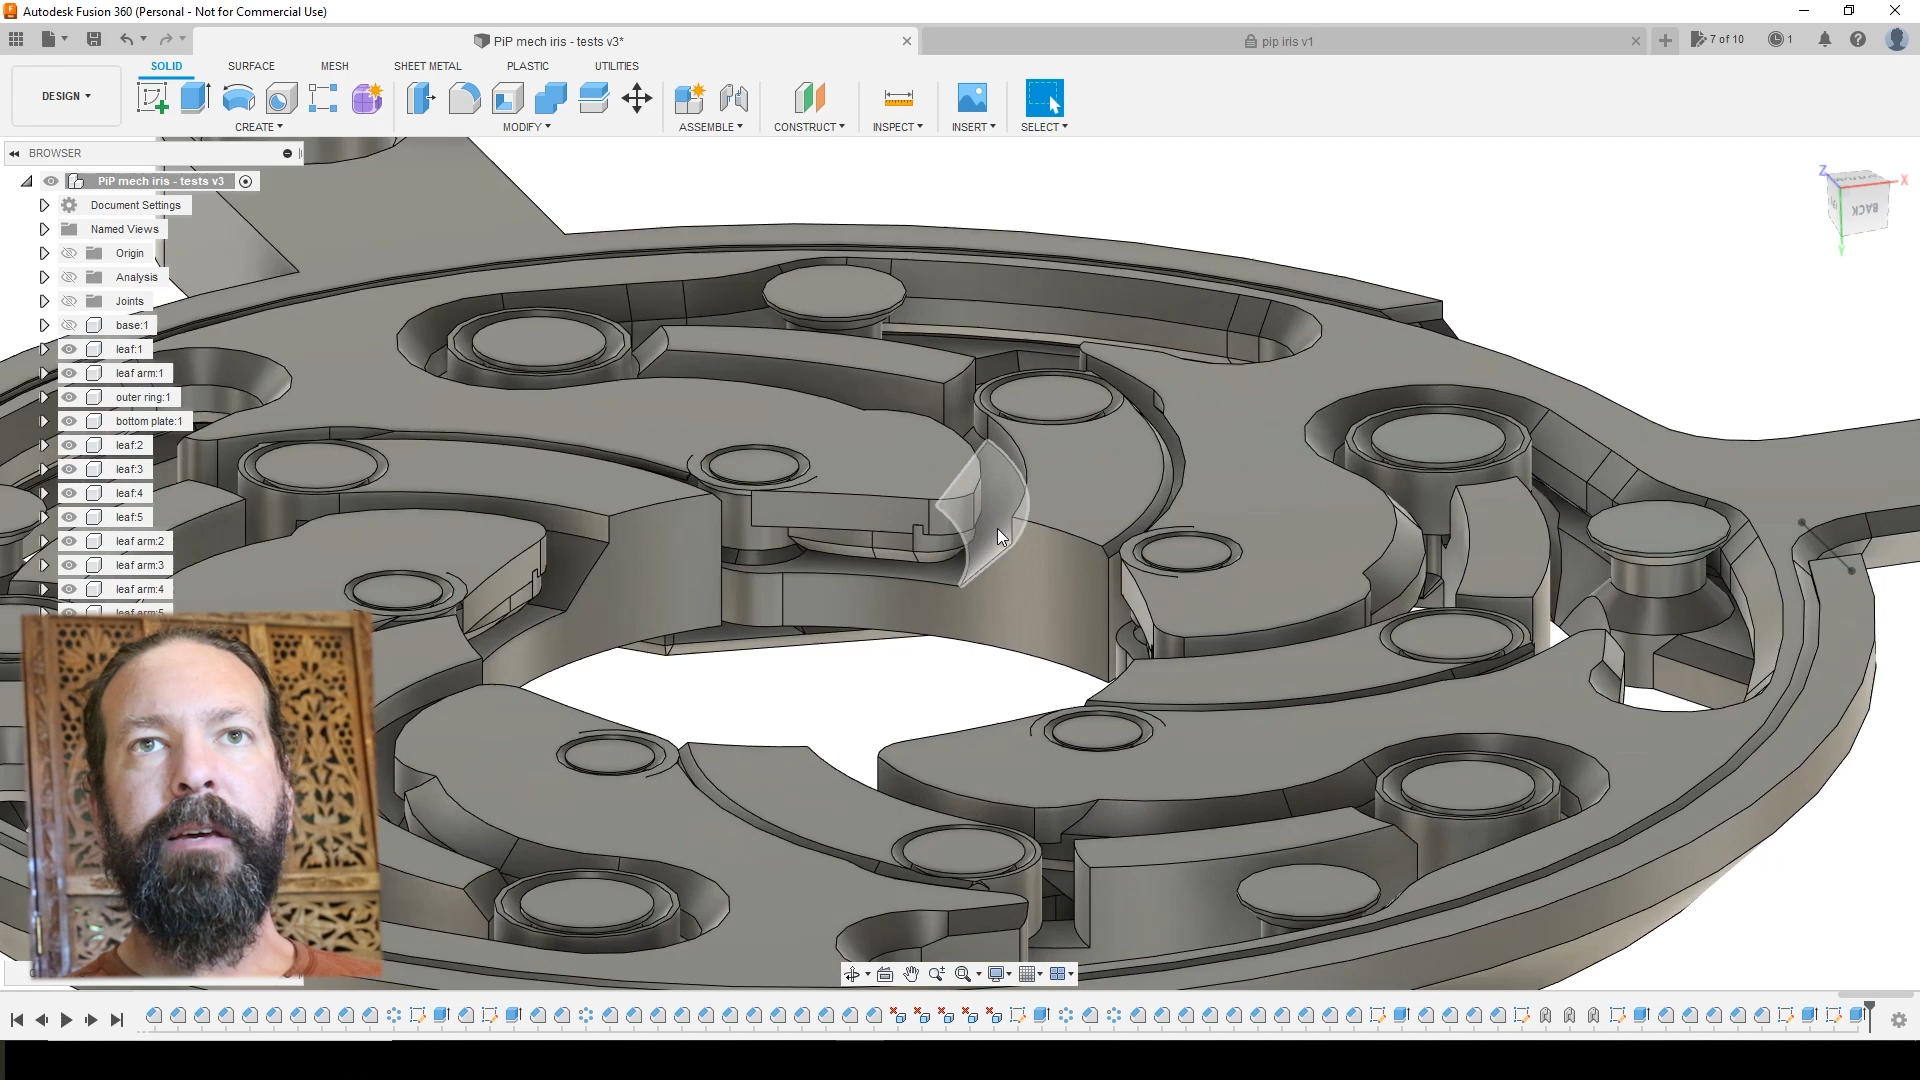 Autodesk Fusion 360 (Personal - Not for Commercial Use)
PiP mech iris - tests v3*
pip iris v1
7 of 10
1
SOLID
SURFACE
MESH
SHEET METAL
PLASTIC
UTILITIES
DESIGN
CREATE
MODIFY
ASSEMBLE
CONSTRUCT
INSPECT
INSERT
SELECT
BROWSER
PiP mech iris - tests v3
Document Settings
Named Views
Origin
Analysis
Joints
base:1
leaf:1
leaf arm:1
outer ring:1
bottom plate:1
leaf:2
leaf:3
leaf:4
leaf:5
leaf arm:2
leaf arm:3
leaf arm:4
leaf arm:5
Z
X
BACK
Y